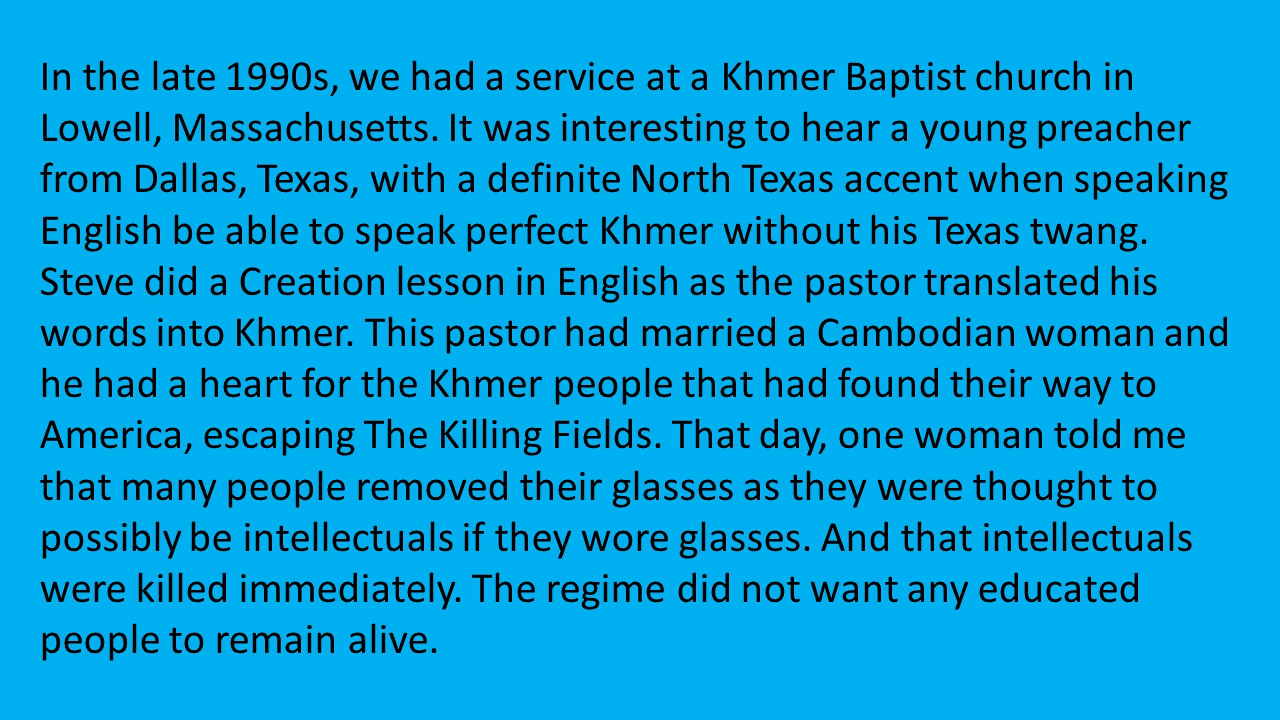 In the late 1990s, we had a service at a Khmer Baptist church in
Lowell, Massachusetts. It was interesting to hear a young preacher
from Dallas, Texas, with a definite North Texas accent when speaking
English be able to speak perfect Khmer without his Texas twang.
Steve did a Creation lesson in English as the pastor translated his
words into Khmer. This pastor had married a Cambodian woman and
he had a heart for the Khmer people that had found their way to
America, escaping The Killing Fields. That day, one woman told me
that many people removed their glasses as they were thought to
possibly be intellectuals if they wore glasses. And that intellectuals
were killed immediately. The regime did not want any educated
people to remain alive.